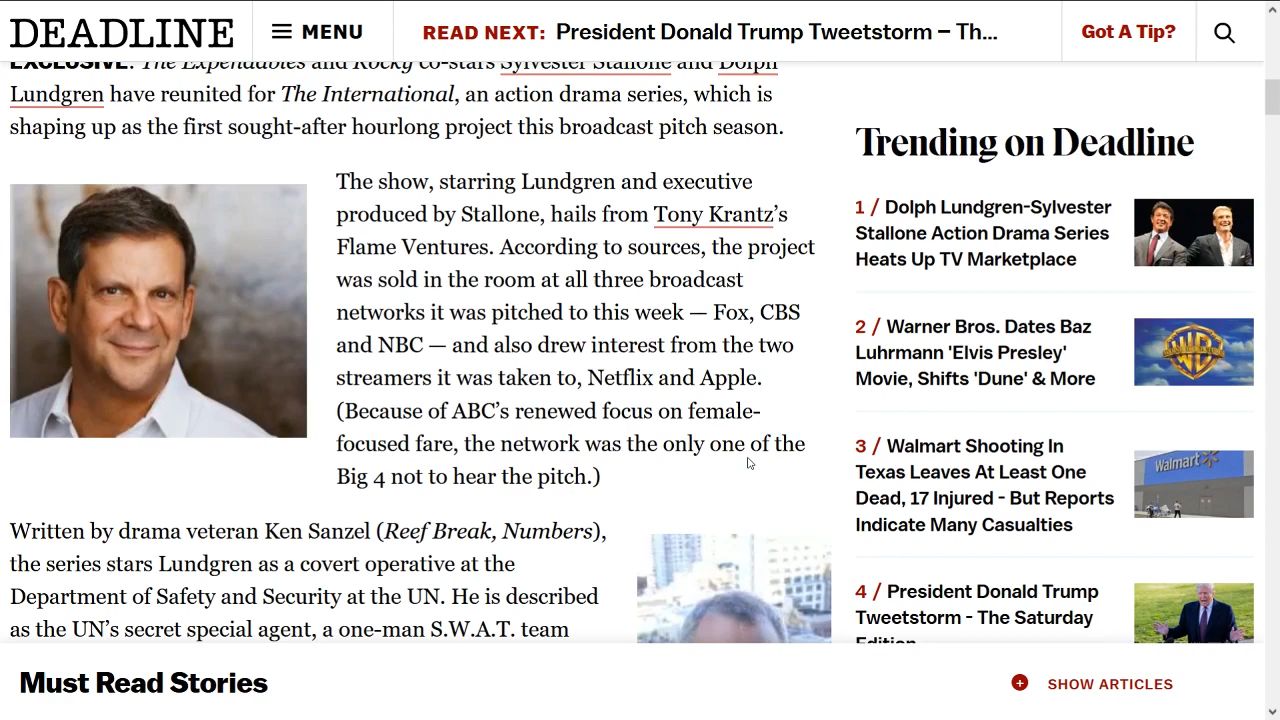 DEADLINE
MENU
READ NEXT: President Donald Trump Tweetstorm – Th...
Got A Tip?
EXCLUSIVE: The Expendables and Rocky co-stars Sylvester Stallone and Dolph
Lundgren have reunited for The International, an action drama series, which is
shaping up as the first sought-after hourlong project this broadcast pitch season.
The show, starring Lundgren and executive
produced by Stallone, hails from Tony Krantz’s
Flame Ventures. According to sources, the project
was sold in the room at all three broadcast
networks it was pitched to this week — Fox, CBS
and NBC — and also drew interest from the two
streamers it was taken to, Netflix and Apple.
(Because of ABC’s renewed focus on female-
focused fare, the network was the only one of the
Big 4 not to hear the pitch.)
Written by drama veteran Ken Sanzel (Reef Break, Numbers),
the series stars Lundgren as a covert operative at the
Department of Safety and Security at the UN. He is described
as the UN’s secret special agent, a one-man S.W.A.T. team
Trending on Deadline
1 / Dolph Lundgren-Sylvester
Stallone Action Drama Series
Heats Up TV Marketplace
2 / Warner Bros. Dates Baz
Luhrmann 'Elvis Presley'
Movie, Shifts 'Dune' & More
WB
3 / Walmart Shooting In
Texas Leaves At Least One
Dead, 17 Injured - But Reports
Indicate Many Casualties
Walmart
4 / President Donald Trump
Tweetstorm - The Saturday
Edition
Must Read Stories
SHOW ARTICLES